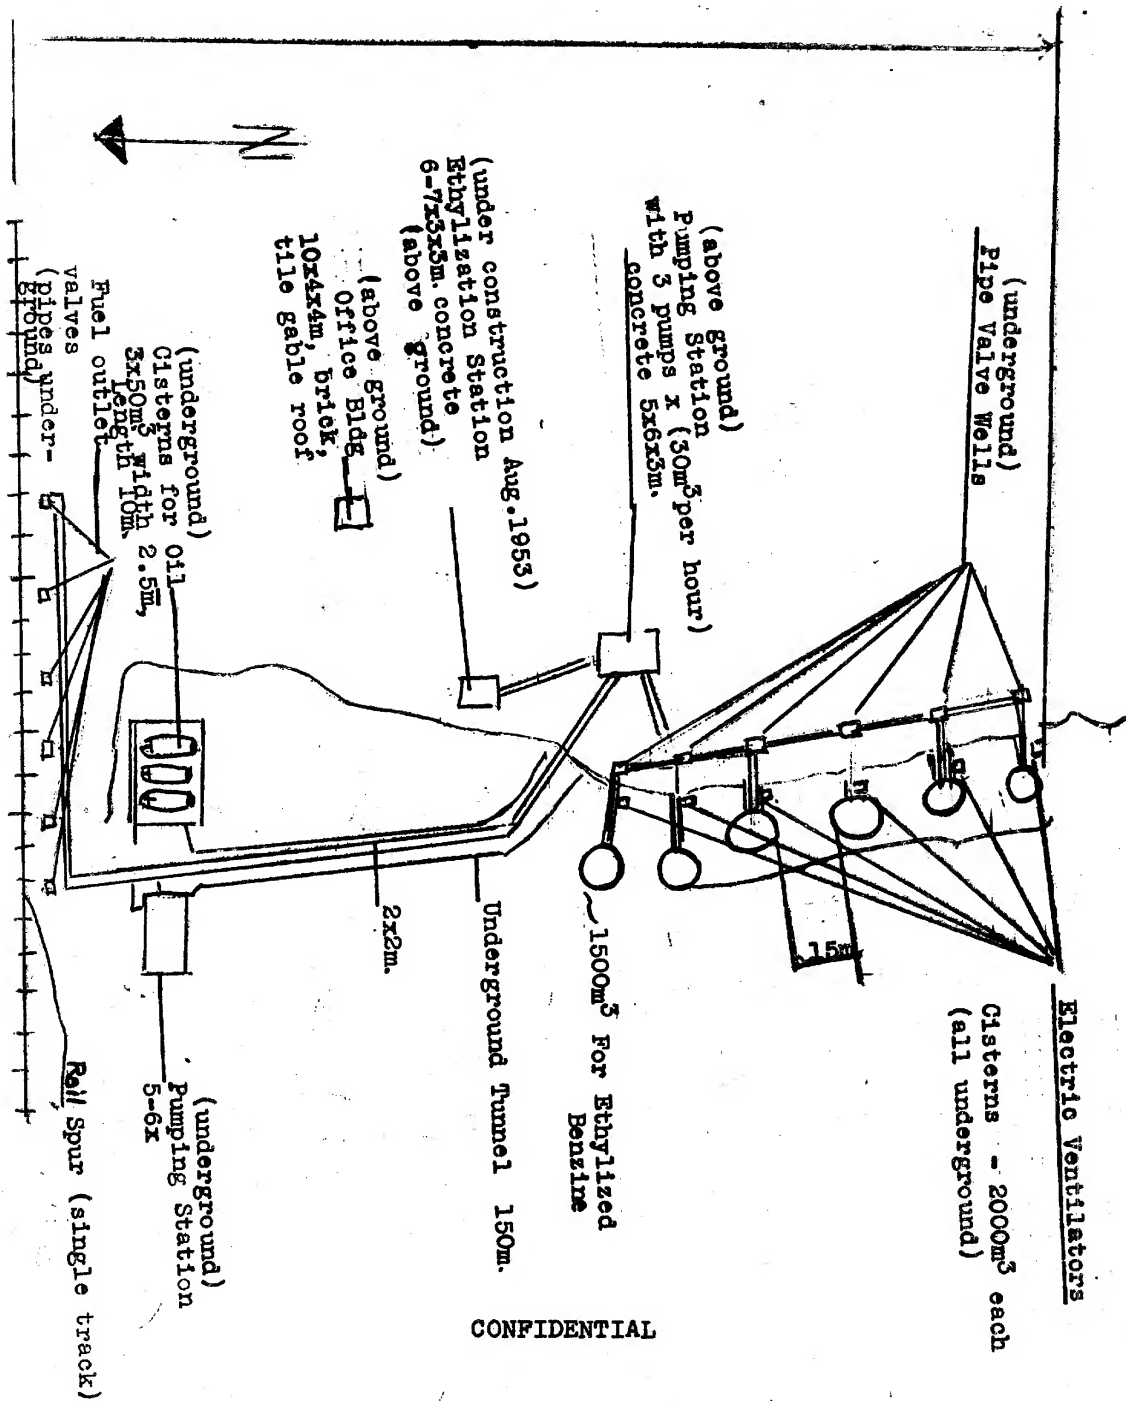 N
(underground)
Pipe Valve Wells
(above ground)
Pumping Station
with 3 pumps x (30m³ per hour)
concrete 5x6x3m.
(under construction Aug.1953)
Ethylization Station
6-7x3x3m. concrete
(above ground)
(above ground)
Office Bldg
10x4x4m, brick,
tile gable roof
(underground)
Cisterns for Oil
3x50m³ width 2.5m,
Length 10m.
Fuel outlet
valves
(pipes under-
ground)
Electric Ventilators
Cisterns - 2000m³ each
(all underground)
15m
1500m³ For Ethylized
Benzine
Underground Tunnel 150m.
2x2m.
(underground)
Pumping Station
5-6x
Rail Spur (single track)
CONFIDENTIAL